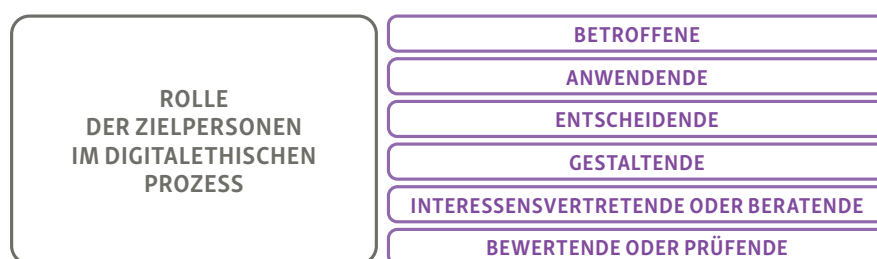 ROLLE
DER ZIELPERSONEN
IM DIGITALETHISCHEN
PROZESS
BETROFFENE
ANWENDENDE
ENTSCHEIDENDE
GESTALTENDE
INTERESSENSVERTRETENDE ODER BERATENDE
BEWERTENDE ODER PRÜFENDE